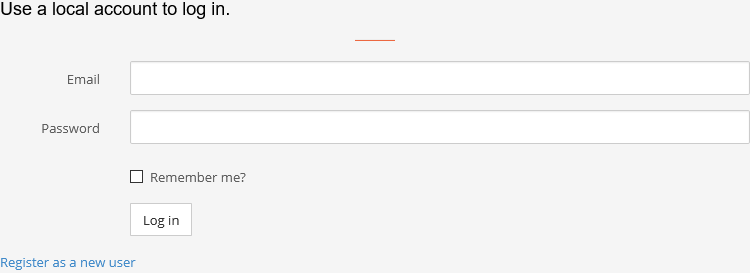 Use a local account to log in.
Email
Password
Remember me?
Log in
Register as a new user